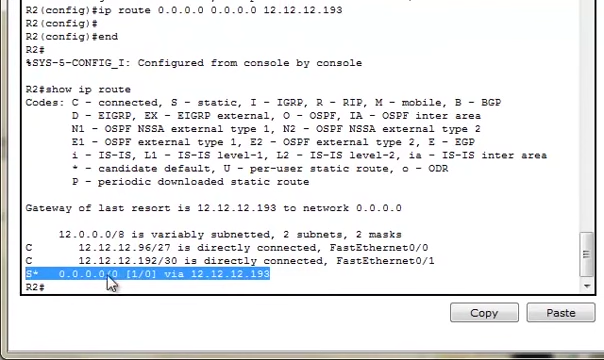 R2(config)#ip route 0.0.0.0 0.0.0.0 12.12.12.193
R2(config)#
R2(config)#end
R2#
%SYS-5-CONFIG_I: Configured from console by console
R2#show ip route
Codes: C - connected, S - static, I - IGRP, R - RIP, M - mobile, B - BGP
D - EIGRP, EX - EIGRP external, O - OSPF, IA - OSPF inter area
N1 - OSPF NSSA external type 1, N2 - OSPF NSSA external type 2
E1 - OSPF external type 1, E2 - OSPF external type 2, E - EGP
i - IS-IS, L1 - IS-IS level-1, L2 - IS-IS level-2, ia - IS-IS inter area
* - candidate default, U - per-user static route, o - ODR
P - periodic downloaded static route
Gateway of last resort is 12.12.12.193 to network 0.0.0.0
12.0.0.0/8 is variably subnetted, 2 subnets, 2 masks
C 12.12.12.96/27 is directly connected, FastEthernet0/0
C 12.12.12.192/30 is directly connected, FastEthernet0/1
S* 0.0.0.0/0 [1/0] via 12.12.12.193
R2#
Copy Paste